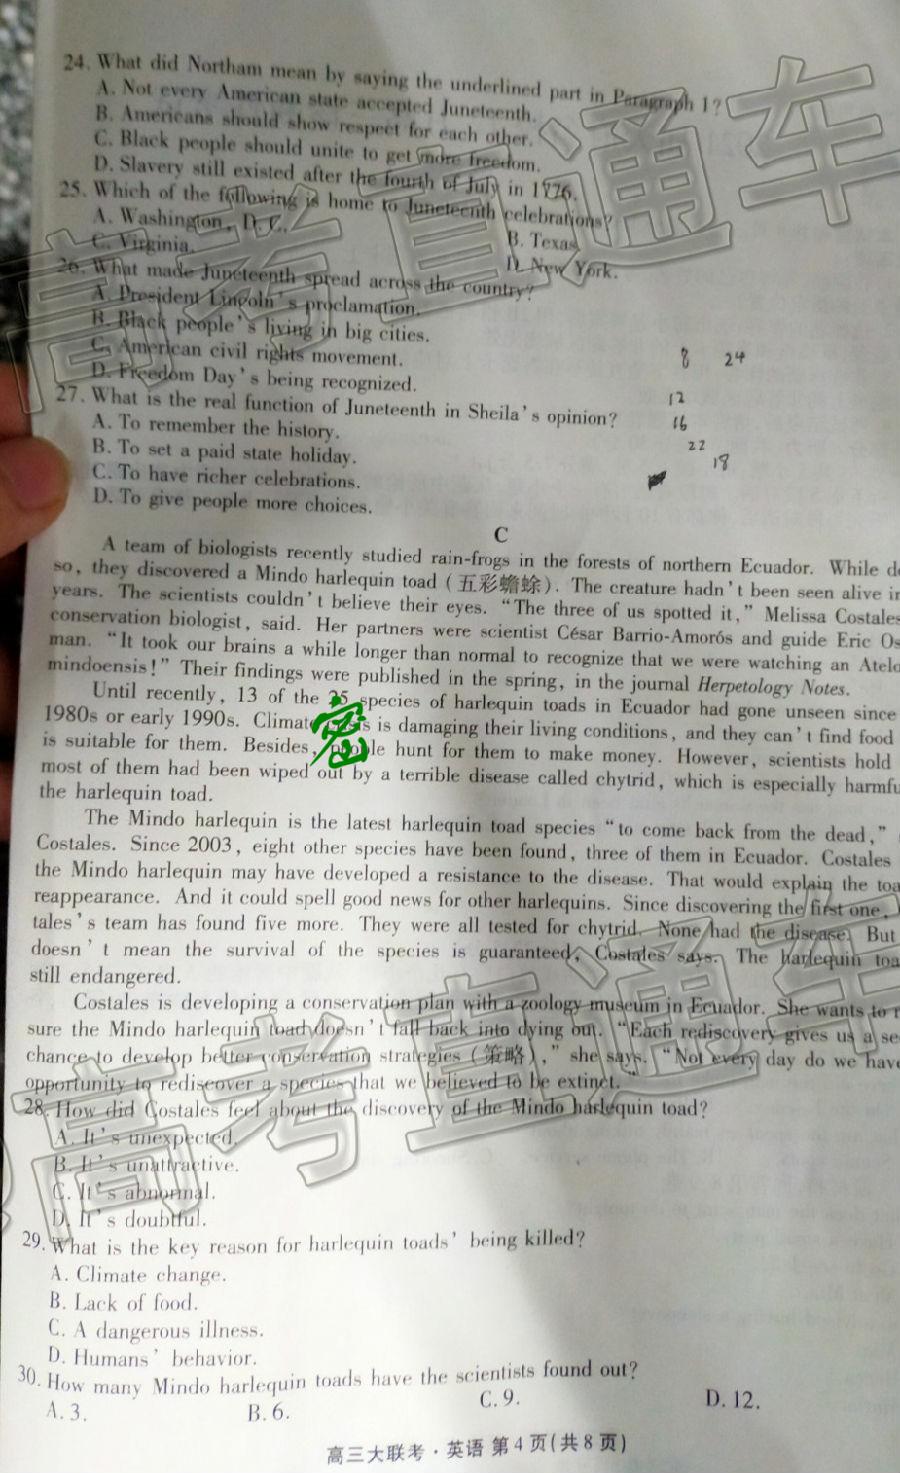 24. What did Northam mean by saying the underlined part in Paragraph 1?
A. Not every American state accepted Juneteenth.
B. Americans should show respect for each other.
C. Black people should unite to get more freedom.
D. Slavery still existed after the fourth of July in 1776.
25. Which of the following is home to Juneteenth celebrations?
A. Washington, D. C.
B. Texas.
C. Virginia.
D. New York.
26. What made Juneteenth spread across the country?
A. President Lincoln's proclamation.
B. Black people's living in big cities.
C. American civil rights movement.
D. Freedom Day's being recognized.
27. What is the real function of Juneteenth in Sheila's opinion?
A. To remember the history.
B. To set a paid state holiday.
C. To have richer celebrations.
D. To give people more choices.
8 24
12
16
22
18
C
A team of biologists recently studied rain-frogs in the forests of northern Ecuador. While
so, they discovered a Mindo harlequin toad (五彩蟾蜍). The creature hadn't been seen alive
years. The scientists couldn't believe their eyes. "The three of us spotted it," Melissa Costales
conservation biologist, said. Her partners were scientist César Barrio-Amorós and guide Eric
man. "It took our brains a while longer than normal to recognize that we were watching an Atelo
mindoensis!" Their findings were published in the spring, in the journal Herpetology Notes.
Until recently, 13 of the 25 species of harlequin toads in Ecuador had gone unseen since
1980s or early 1990s. Climate is damaging their living conditions, and they can't find food
is suitable for them. Besides, people hunt for them to make money. However, scientists hold
most of them had been wiped out by a terrible disease called chytrid, which is especially harmfu
the harlequin toad.
The Mindo harlequin is the latest harlequin toad species "to come back from the dead,"
Costales. Since 2003, eight other species have been found, three of them in Ecuador. Costales
the Mindo harlequin may have developed a resistance to the disease. That would explain the toa
reappearance. And it could spell good news for other harlequins. Since discovering the first one,
tales's team has found five more. They were all tested for chytrid. None had the disease. But
doesn't mean the survival of the species is guaranteed, Costales says. The harlequin toa
still endangered.
Costales is developing a conservation plan with a zoology museum in Ecuador. She wants to
sure the Mindo harlequin toad doesn't fall back into dying out. "Each rediscovery gives us a se
chance to develop better conservation strategies (策略)," she says. "Not every day do we have
opportunity to rediscover a species that we believed to be extinct."
28. How did Costales feel about the discovery of the Mindo harlequin toad?
A. It's unexpected.
B. It's unattractive.
C. It's abnormal.
D. It's doubtful.
29. What is the key reason for harlequin toads' being killed?
A. Climate change.
B. Lack of food.
C. A dangerous illness.
D. Humans' behavior.
30. How many Mindo harlequin toads have the scientists found out?
A. 3. B. 6. C. 9. D. 12.
高三大联考·英语 第4页(共8页)
高考直通车
高考直通车
密